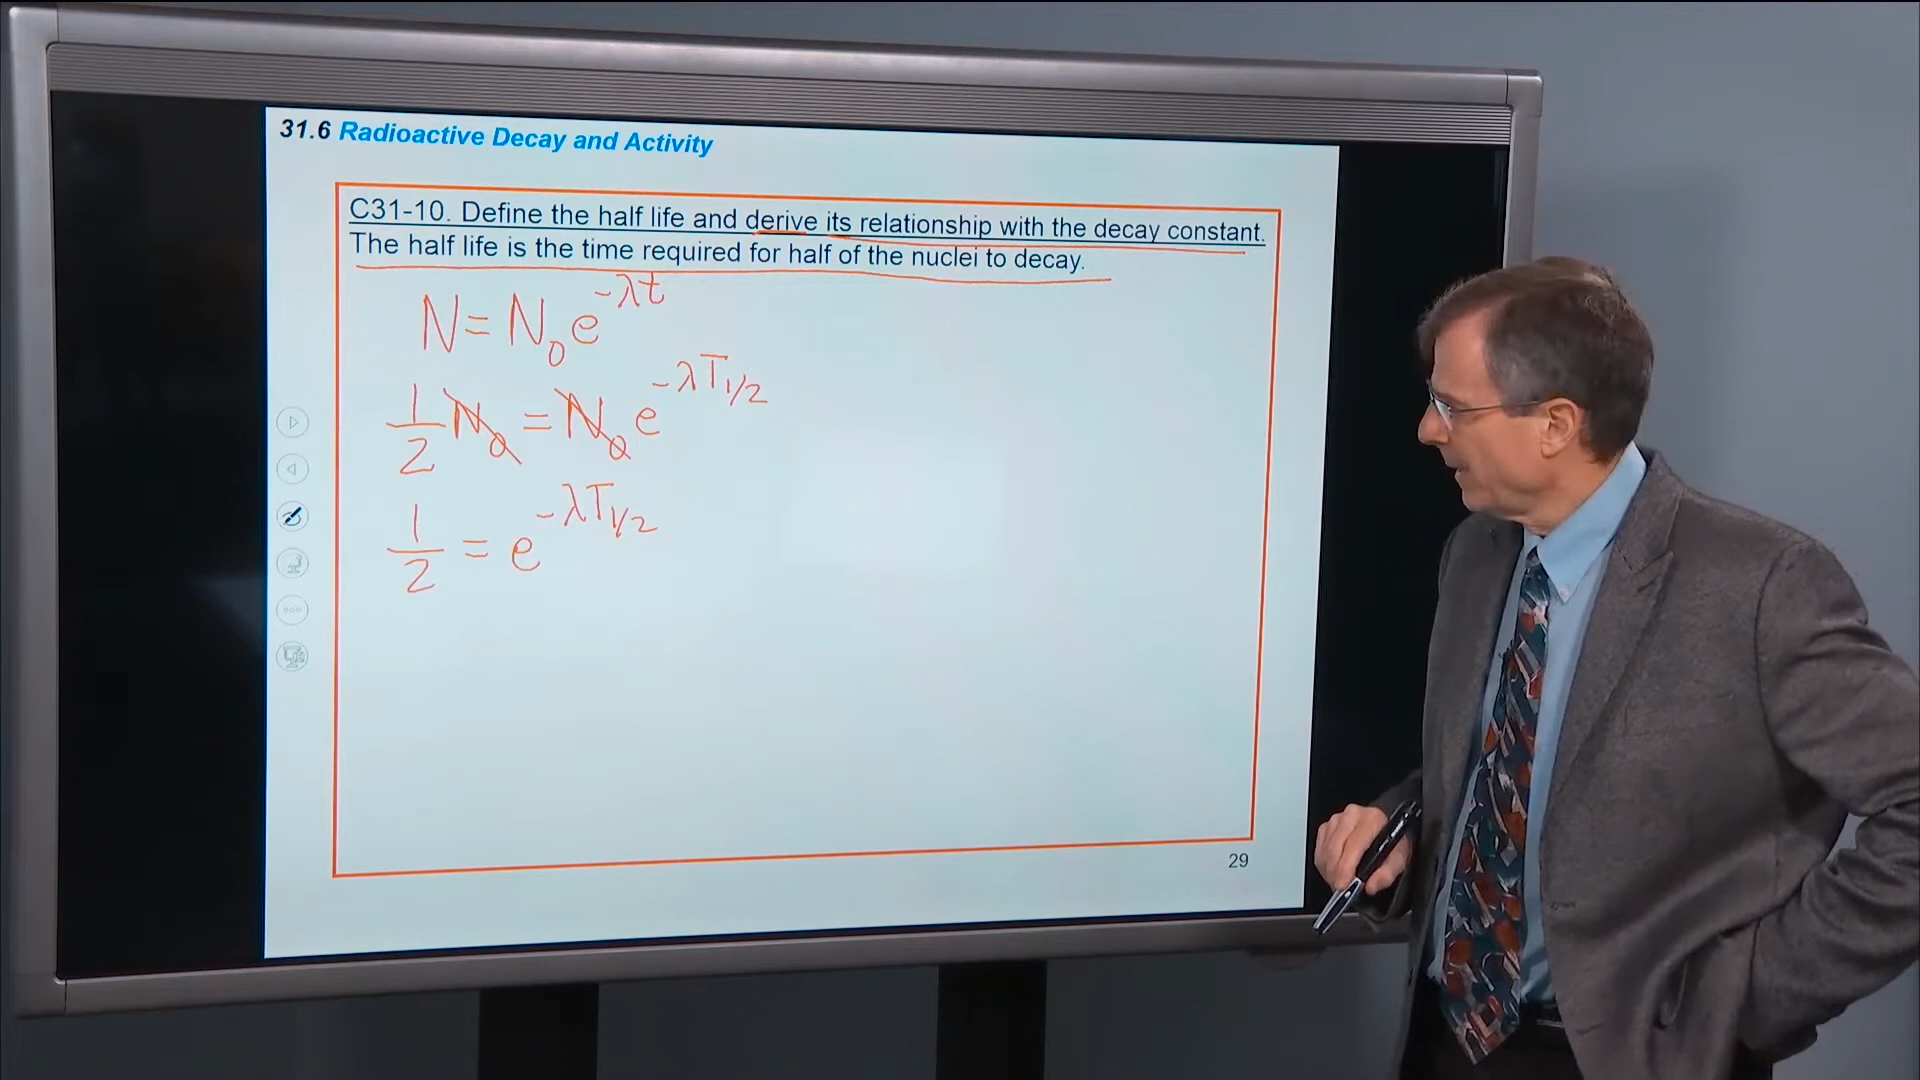 31.6 Radioactive Decay and Activity
C31-10. Define the half life and derive its relationship with the decay constant.
The half life is the time required for half of the nuclei to decay.
N = N₀e^(-λt)
1/2 N₀ = N₀e^(-λT_1/2)
1/2 = e^(-λT_1/2)
29